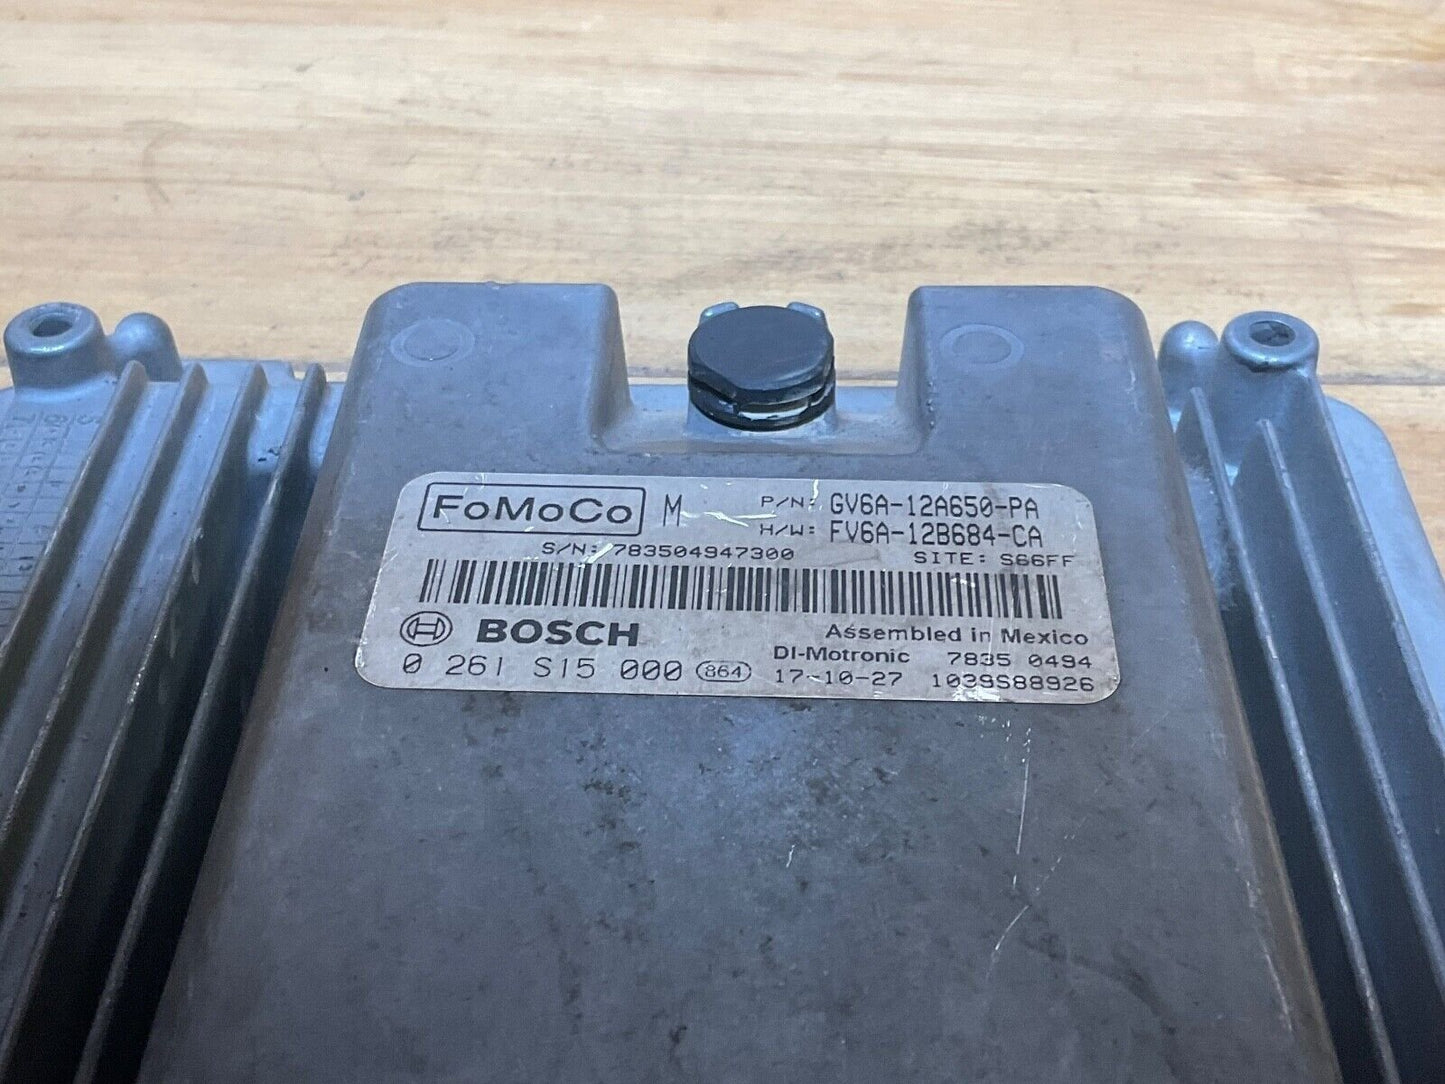 FoMoCo M P/N: GV6A-12A650-PA
H/W: FV6A-12B684-CA
S/N: 783504947300 SITE: S66FF
BOSCH Assembled in Mexico
DI-Motronic 7835 0494
0 261 S15 000 864 17-10-27 1039S88926